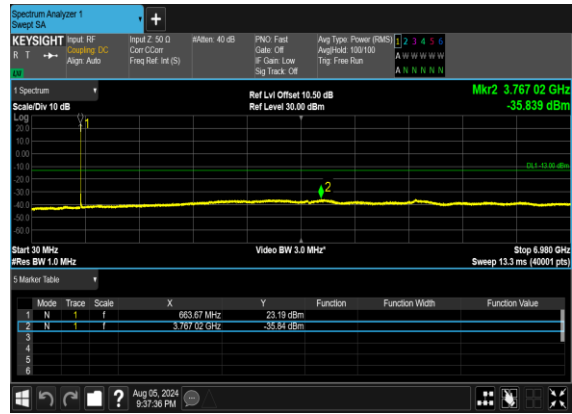 Spectrum Analyzer 1
Swept SA
KEYSIGHT Input: RF Input Z: 50 Ω #Atten: 40 dB PNO: Fast Avg Type: Power (RMS) 1 2 3 4 5 6
R T Coupling: DC Corr CCorr Gate: Off Avg|Hold: 100/100 A W W W W W
Align: Auto Freq Ref: Int (S) IF Gain: Low Trig: Free Run
Sig Track: Off A N N N N N
1 Spectrum Ref Lvl Offset 10.50 dB Mkr2 3.767 02 GHz
Scale/Div 10 dB Ref Level 30.00 dBm -35.839 dBm
Log 1
20.0
10.0
0.00
-10.0 DL1 -13.00 dBm
-20.0
-30.0 2
-40.0
-50.0
-60.0
Start 30 MHz Video BW 3.0 MHz* Stop 6.980 GHz
#Res BW 1.0 MHz Sweep 13.3 ms (40001 pts)
5 Marker Table
Mode Trace Scale X Y Function Function Width Function Value
1 N 1 f 663.67 MHz 23.19 dBm
2 N 1 f 3.767 02 GHz -35.84 dBm
3
4
5
6
? Aug 05, 2024
9:37:36 PM